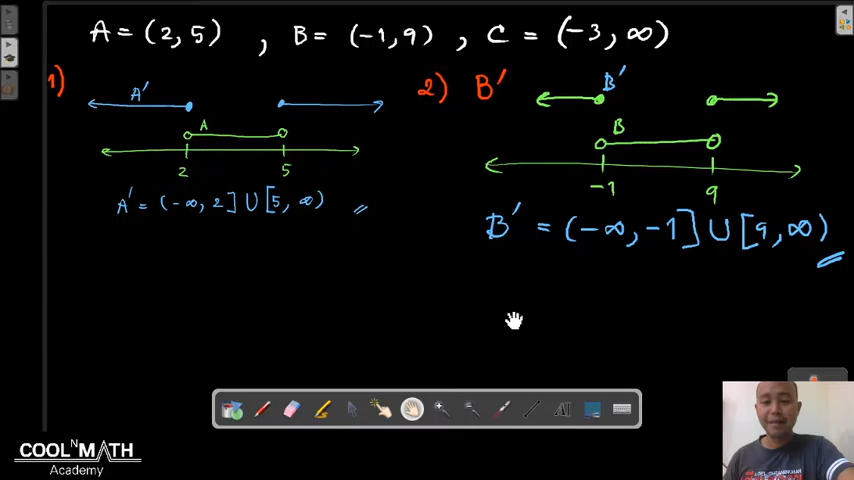 A = (2, 5) , B = (-1, 9) , C = (-3, ∞)
1)
A'
A
2 5
A' = (-∞, 2] U [5, ∞)
2) B'
B'
B
-1 9
B' = (-∞, -1] U [9, ∞)
COOL N MATH
Academy